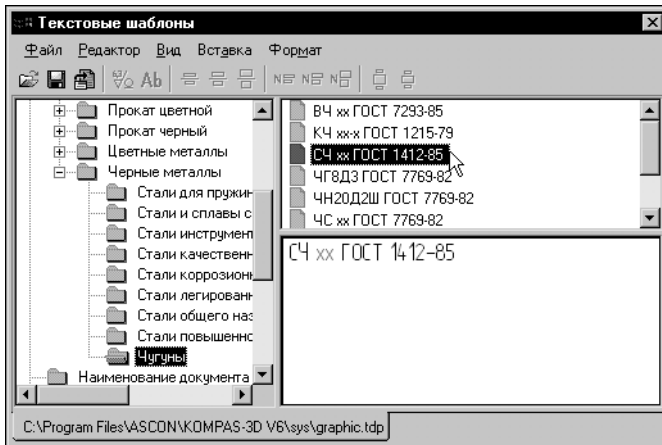 Текстовые шаблоны
Файл Редактор Вид Вставка Формат
Прокат цветной
Прокат черный
Цветные металлы
Черные металлы
Стали для пружин
Стали и сплавы с
Стали инструмент
Стали качественн
Стали коррозионн
Стали легированн
Стали общего наз
Стали повышенно
Чугуны
Наименование документа
ВЧ хх ГОСТ 7293-85
КЧ хх-х ГОСТ 1215-79
СЧ хх ГОСТ 1412-85
ЧГ8Д3 ГОСТ 7769-82
ЧН20Д2Ш ГОСТ 7769-82
ЧС хх ГОСТ 7769-82
СЧ хх ГОСТ 1412-85
C:\Program Files\ASCON\KOMPAS-3D V6\sys\graphic.tdp